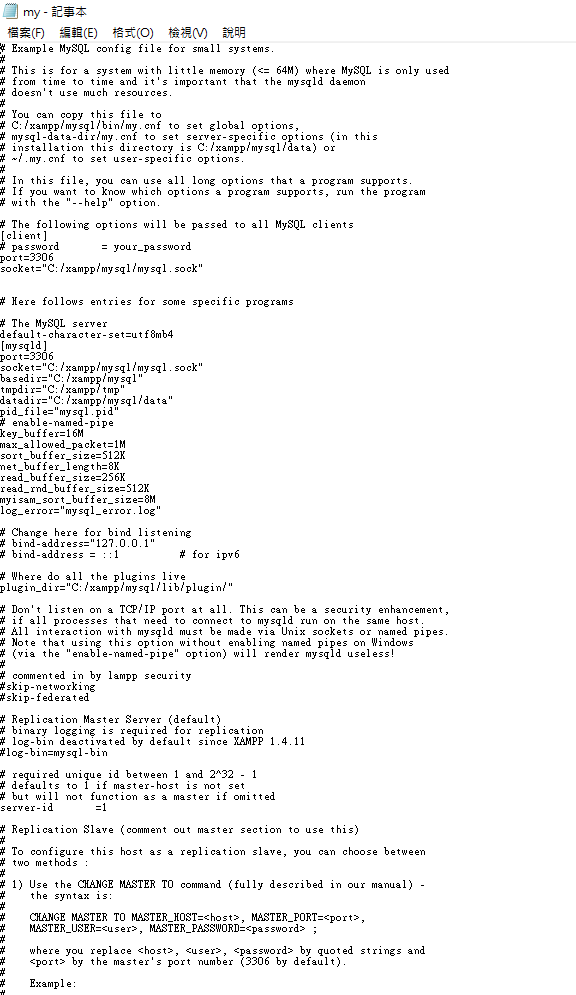 my - 記事本
檔案(F) 編輯(E) 格式(O) 檢視(V) 說明
# Example MySQL config file for small systems.
#
# This is for a system with little memory (<= 64M) where MySQL is only used
# from time to time and it's important that the mysqld daemon
# doesn't use much resources.
#
# You can copy this file to
# C:/xampp/mysql/bin/my.cnf to set global options,
# mysql-data-dir/my.cnf to set server-specific options (in this
# installation this directory is C:/xampp/mysql/data) or
# ~/.my.cnf to set user-specific options.
#
# In this file, you can use all long options that a program supports.
# If you want to know which options a program supports, run the program
# with the "--help" option.

# The following options will be passed to all MySQL clients
[client]
# password       = your_password
port=3306
socket="C:/xampp/mysql/mysql.sock"


# Here follows entries for some specific programs

# The MySQL server
default-character-set=utf8mb4
[mysqld]
port=3306
socket="C:/xampp/mysql/mysql.sock"
basedir="C:/xampp/mysql"
tmpdir="C:/xampp/tmp"
datadir="C:/xampp/mysql/data"
pid_file="mysql.pid"
# enable-named-pipe
key_buffer=16M
max_allowed_packet=1M
sort_buffer_size=512K
net_buffer_length=8K
read_buffer_size=256K
read_rnd_buffer_size=512K
myisam_sort_buffer_size=8M
log_error="mysql_error.log"

# Change here for bind listening
# bind-address="127.0.0.1"
# bind-address = ::1          # for ipv6

# Where do all the plugins live
plugin_dir="C:/xampp/mysql/lib/plugin/"

# Don't listen on a TCP/IP port at all. This can be a security enhancement,
# if all processes that need to connect to mysqld run on the same host.
# All interaction with mysqld must be made via Unix sockets or named pipes.
# Note that using this option without enabling named pipes on Windows
# (via the "enable-named-pipe" option) will render mysqld useless!
#
# commented in by lampp security
#skip-networking
#skip-federated

# Replication Master Server (default)
# binary logging is required for replication
# log-bin deactivated by default since XAMPP 1.4.11
#log-bin=mysql-bin

# required unique id between 1 and 2^32 - 1
# defaults to 1 if master-host is not set
# but will not function as a master if omitted
server-id       =1

# Replication Slave (comment out master section to use this)
#
# To configure this host as a replication slave, you can choose between
# two methods :
#
# 1) Use the CHANGE MASTER TO command (fully described in our manual) -
#    the syntax is:
#
#    CHANGE MASTER TO MASTER_HOST=<host>, MASTER_PORT=<port>,
#    MASTER_USER=<user>, MASTER_PASSWORD=<password> ;
#
#    where you replace <host>, <user>, <password> by quoted strings and
#    <port> by the master's port number (3306 by default).
#
#    Example:
#